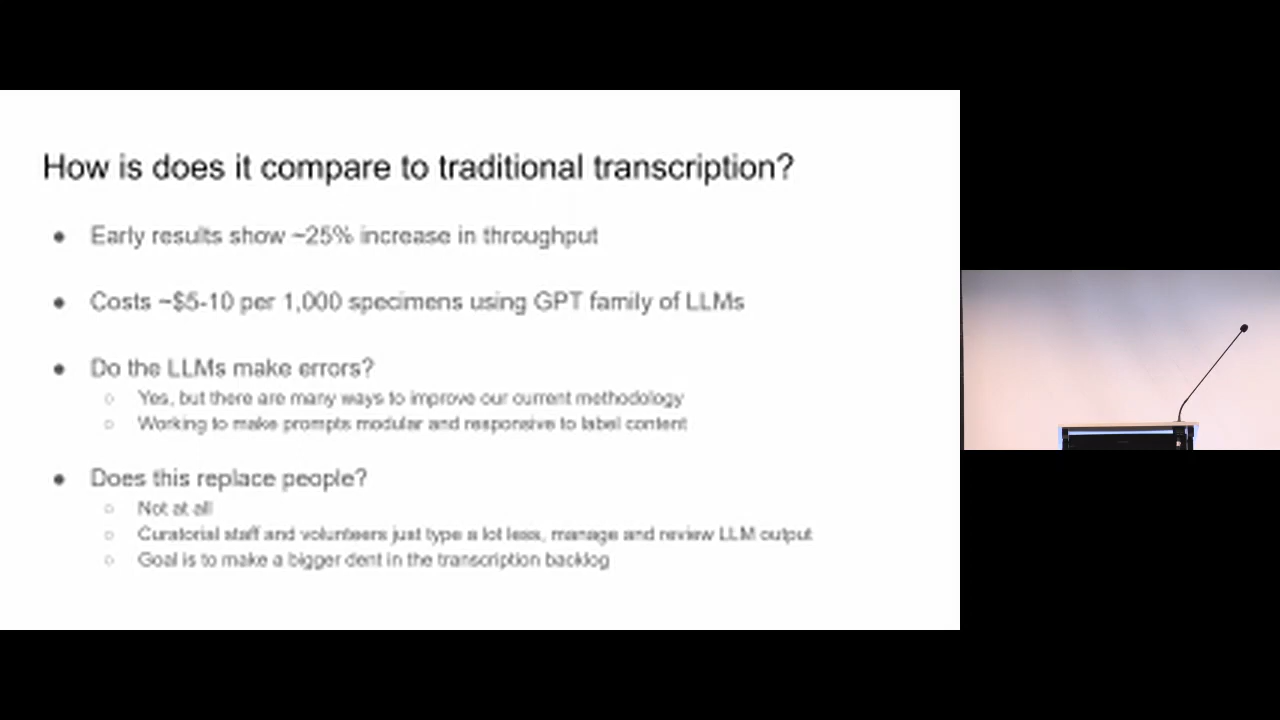 How is does it compare to traditional transcription?
● Early results show ~25% increase in throughput
● Costs ~$5-10 per 1,000 specimens using GPT family of LLMs
● Do the LLMs make errors?
○ Yes, but there are many ways to improve our current methodology
○ Working to make prompts modular and responsive to label content
● Does this replace people?
○ Not at all
○ Curatorial staff and volunteers just type a lot less, manage and review LLM output
○ Goal is to make a bigger dent in the transcription backlog